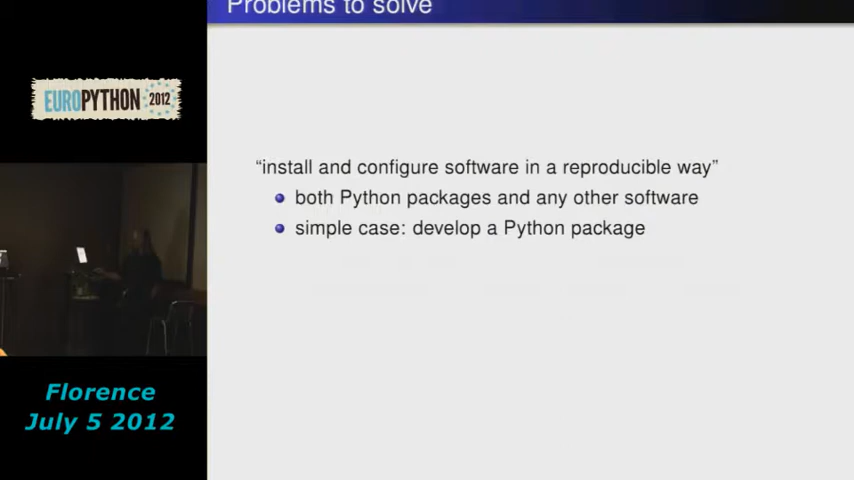 Problems to solve
EUROPYTHON 2012
"install and configure software in a reproducible way"
both Python packages and any other software
simple case: develop a Python package
Florence
July 5 2012